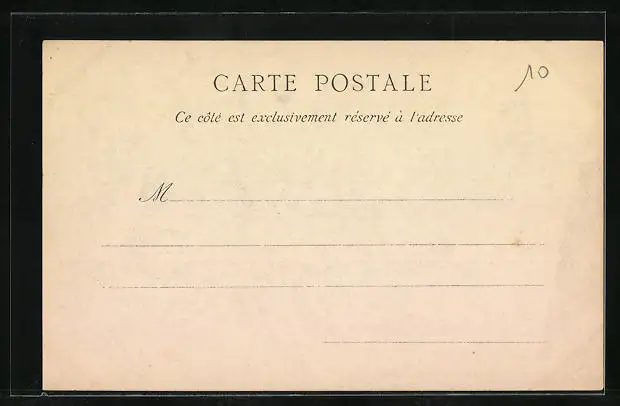 CARTE POSTALE
10
Ce côté est exclusivement réservé à l'adresse
M